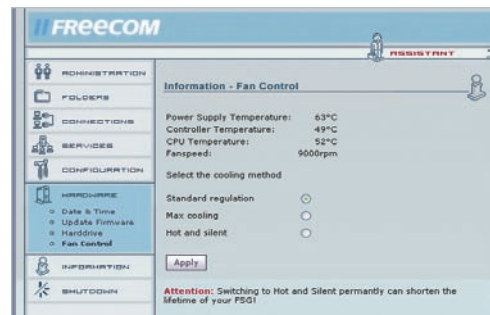 FREECOM
ASSISTANT
ADMINISTRATION
FOLDERS
CONNECTIONS
SERVICES
CONFIGURATION
HARDWARE
Date & Time
Update Firmware
Harddrive
Fan Control
INFORMATION
SHUTDOWN
Information - Fan Control
Power Supply Temperature: 63°C
Controller Temperature: 49°C
CPU Temperature: 52°C
Fanspeed: 9000rpm
Select the cooling method
Standard regulation
Max cooling
Hot and silent
Apply
Attention: Switching to Hot and Silent permantly can shorten the
lifetime of your FSG!